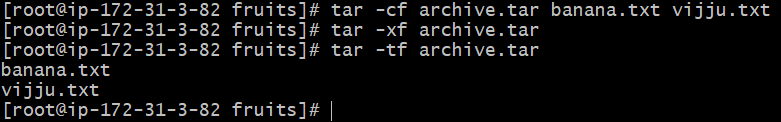 [root@ip-172-31-3-82 fruits]# tar -cf archive.tar banana.txt vijju.txt
[root@ip-172-31-3-82 fruits]# tar -xf archive.tar
[root@ip-172-31-3-82 fruits]# tar -tf archive.tar
banana.txt
vijju.txt
[root@ip-172-31-3-82 fruits]#